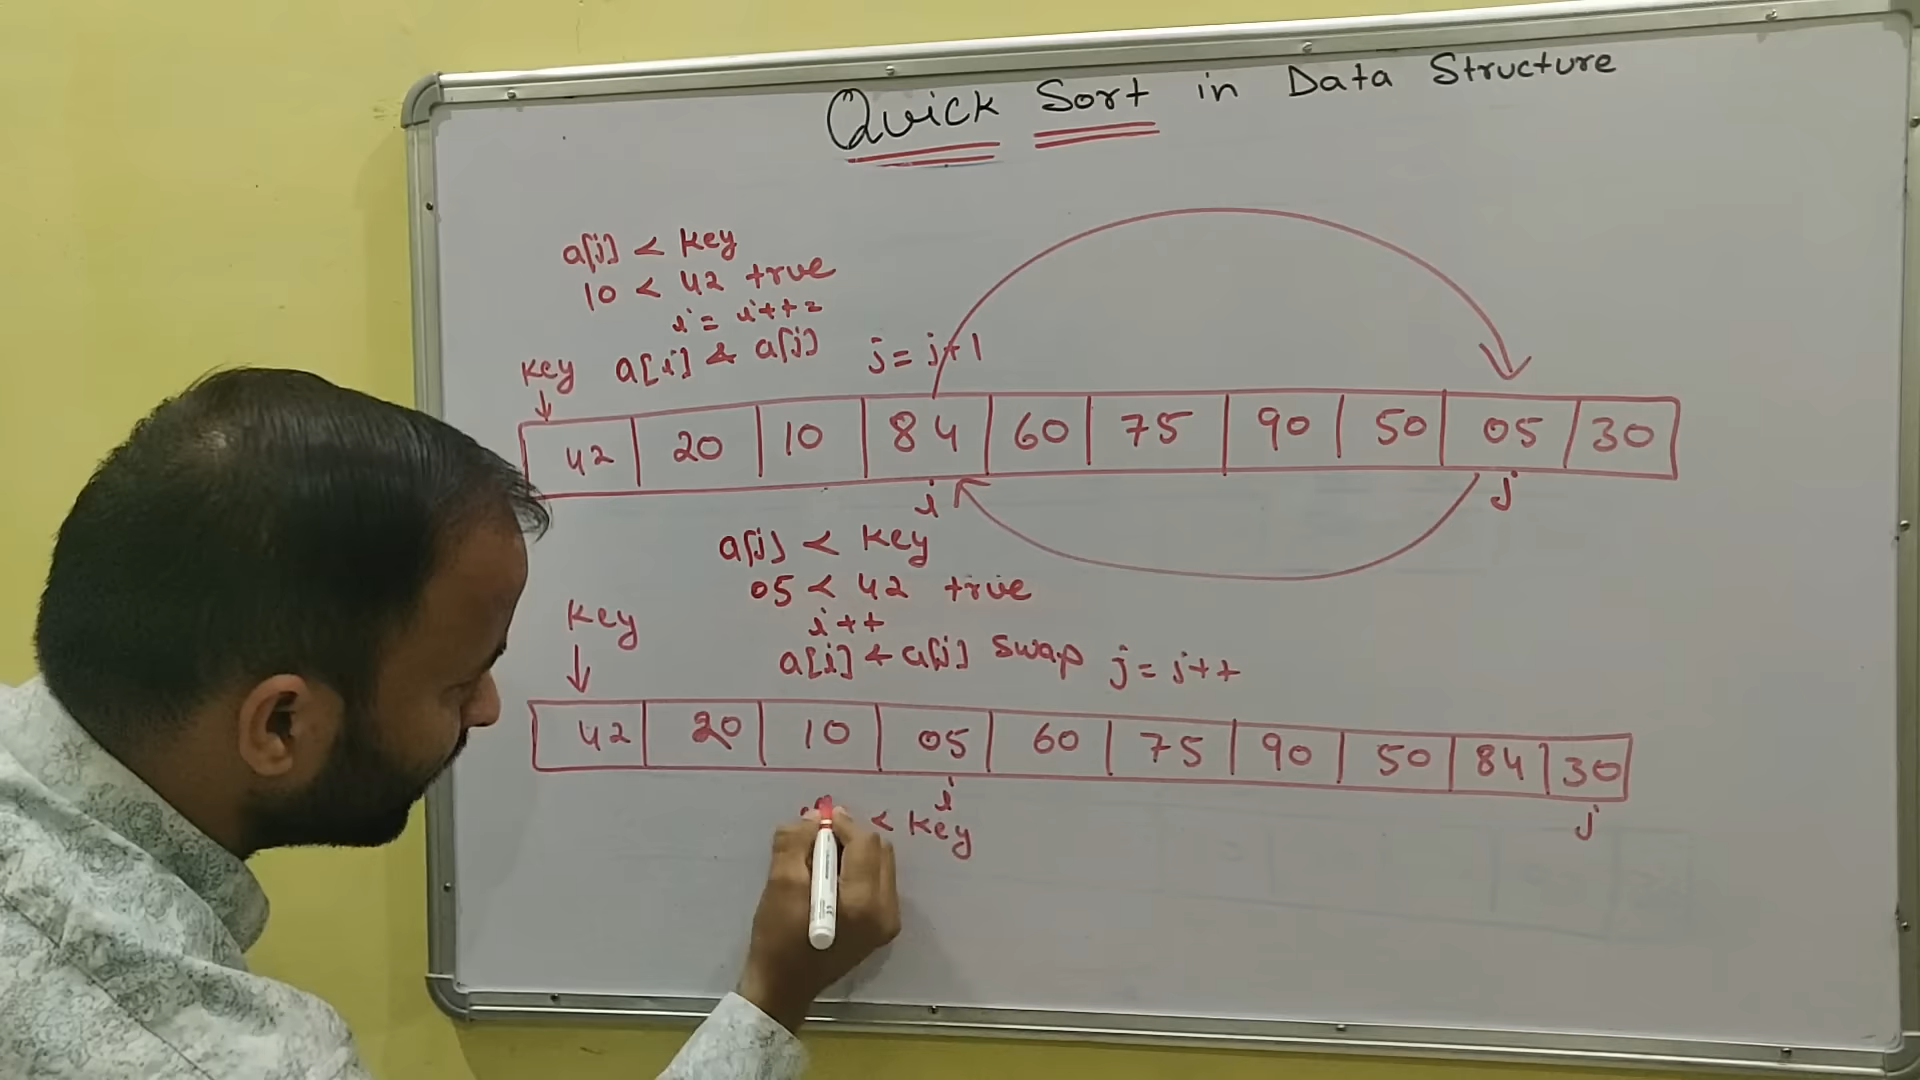 Quick Sort in Data Structure
a[j] < key
10 < 42 true
i = i++=
key a[i] & a[j] j = j+1
42 20 10 84 60 75 90 50 05 30
i j
a[j] < key
05 < 42 true
key i++
a[i] & a[j] swap j = j++
42 20 10 05 60 75 90 50 84 30
i j
< key